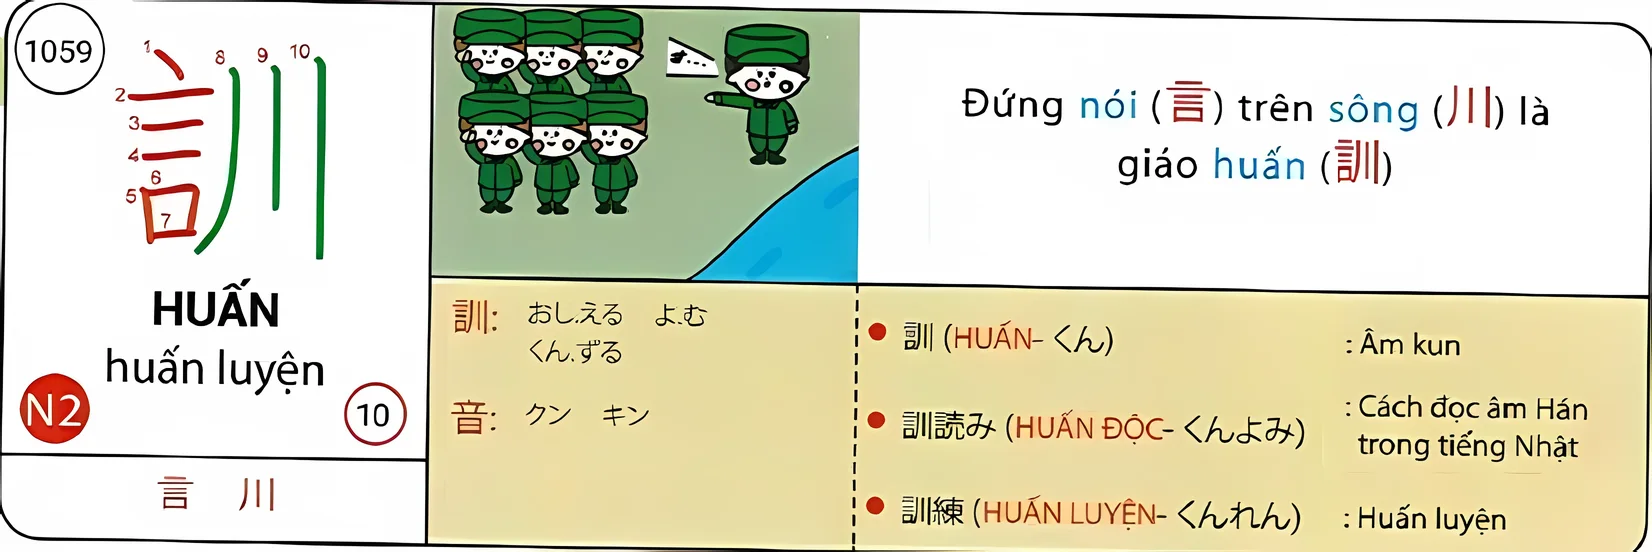 1059
1 2 3 4 5 6 7 8 9 10
訓
HUẤN
huấn luyện
N2
10
言 川
Đứng nói (言) trên sông (川) là
giáo huấn (訓)
訓: おし.える よ.む
くん.ずる
音: クン キン
訓 (HUẤN- くん) : Âm kun
訓読み (HUẤN ĐỘC- くんよみ) : Cách đọc âm Hán
trong tiếng Nhật
訓練 (HUẤN LUYỆN- くんれん) : Huấn luyện